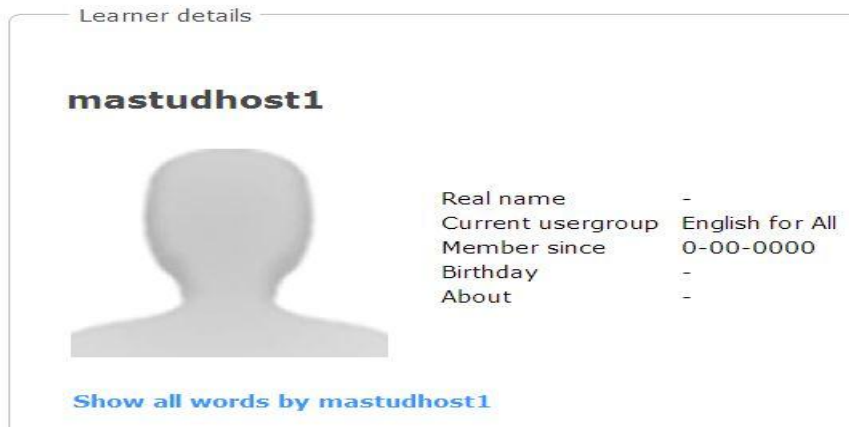 Learner details
mastudhost1
Real name -
Current usergroup English for All
Member since 0-00-0000
Birthday -
About -
Show all words by mastudhost1